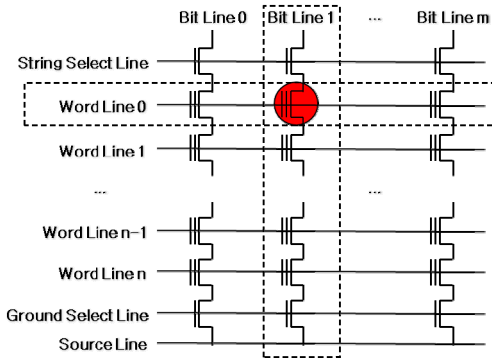 Bit Line 0 Bit Line 1 ... Bit Line m
String Select Line
Word Line 0
Word Line 1
... ...
Word Line n-1
Word Line n
Ground Select Line
Source Line